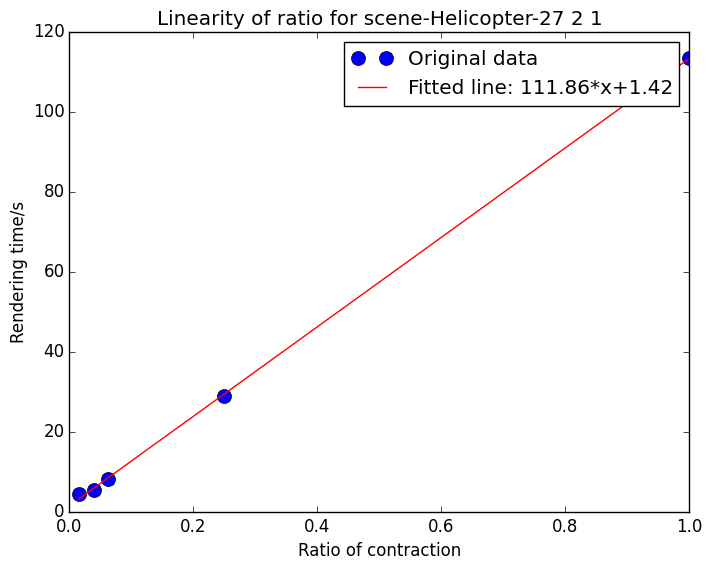 Linearity of ratio for scene-Helicopter-27 2 1
120
100
80
60
40
20
0
Rendering time/s
Original data
Fitted line: 111.86*x+1.42
0.0 0.2 0.4 0.6 0.8 1.0
Ratio of contraction